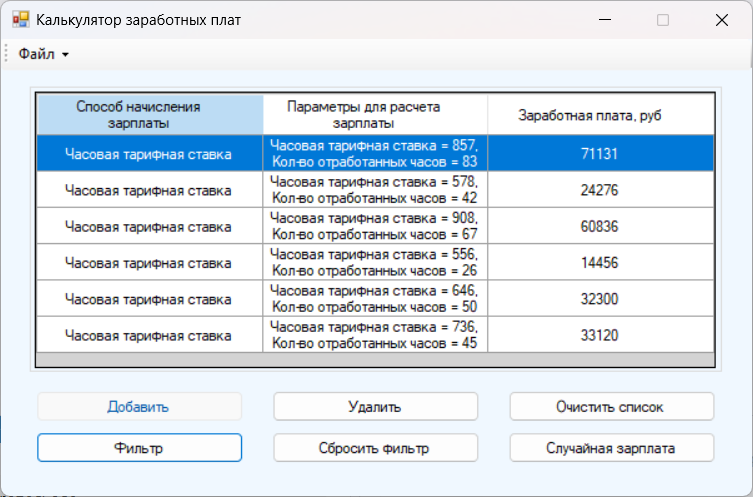 Калькулятор заработных плат
Файл
Способ начисления
зарплаты
Параметры для расчета
зарплаты
Заработная плата, руб
Часовая тарифная ставка
Часовая тарифная ставка = 857,
Кол-во отработанных часов = 83
71131
Часовая тарифная ставка
Часовая тарифная ставка = 578,
Кол-во отработанных часов = 42
24276
Часовая тарифная ставка
Часовая тарифная ставка = 908,
Кол-во отработанных часов = 67
60836
Часовая тарифная ставка
Часовая тарифная ставка = 556,
Кол-во отработанных часов = 26
14456
Часовая тарифная ставка
Часовая тарифная ставка = 646,
Кол-во отработанных часов = 50
32300
Часовая тарифная ставка
Часовая тарифная ставка = 736,
Кол-во отработанных часов = 45
33120
Добавить
Удалить
Очистить список
Фильтр
Сбросить фильтр
Случайная зарплата